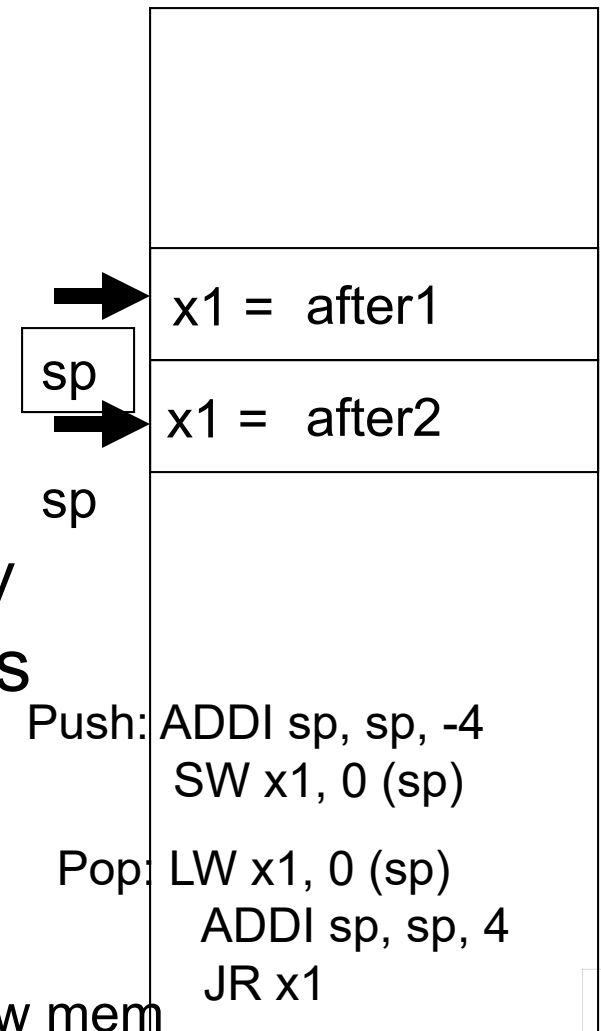 x1 = after1
sp
x1 = after2
sp
y
s
Push: ADDI sp, sp, -4
SW x1, 0 (sp)
Pop: LW x1, 0 (sp)
ADDI sp, sp, 4
JR x1
w mem